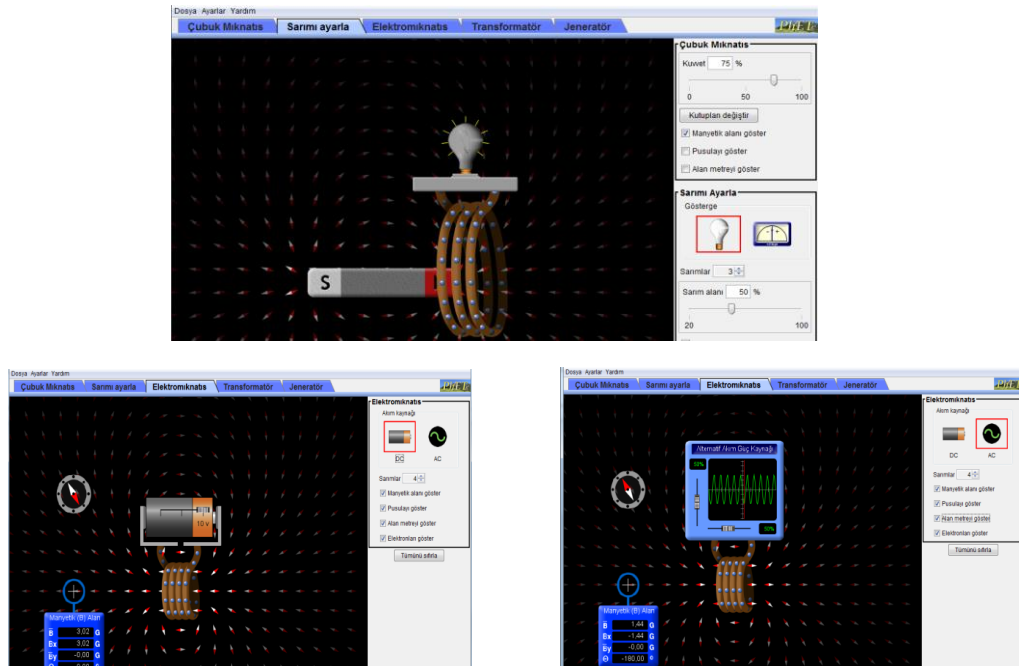 Dosya Ayarlar Yardım
Çubuk Mıknatıs Sarımı ayarla Elektromıknatıs Transformatör Jeneratör
Çubuk Mıknatıs
Kuvvet 75 %
0 50 100
Kutupları değiştir
Manyetik alanı göster
Pusulayı göster
Alan metreyi göster
Sarımı Ayarla
Gösterge
Sarımlar 3
Sarım alanı 50 %
20 100
S
Dosya Ayarlar Yardım
Çubuk Mıknatıs Sarımı ayarla Elektromıknatıs Transformatör Jeneratör
Elektromıknatıs
Akım kaynağı
DC AC
Sarımlar 4
Manyetik alanı göster
Pusulayı göster
Alan metreyi göster
Elektronları göster
Tümünü sıfırla
10 v
Manyetik (B) Alan
B 3,02 G
Bx 3,02 G
By -0,00 G
Dosya Ayarlar Yardım
Çubuk Mıknatıs Sarımı ayarla Elektromıknatıs Transformatör Jeneratör
Elektromıknatıs
Akım kaynağı
DC AC
Sarımlar 4
Manyetik alanı göster
Pusulayı göster
Alan metreyi göster
Elektronları göster
Tümünü sıfırla
Alternatif Akım Güç Kaynağı
50%
50%
Manyetik (B) Alan
B 1,44 G
Bx -1,44 G
By -0,00 G
Θ -180,00 °